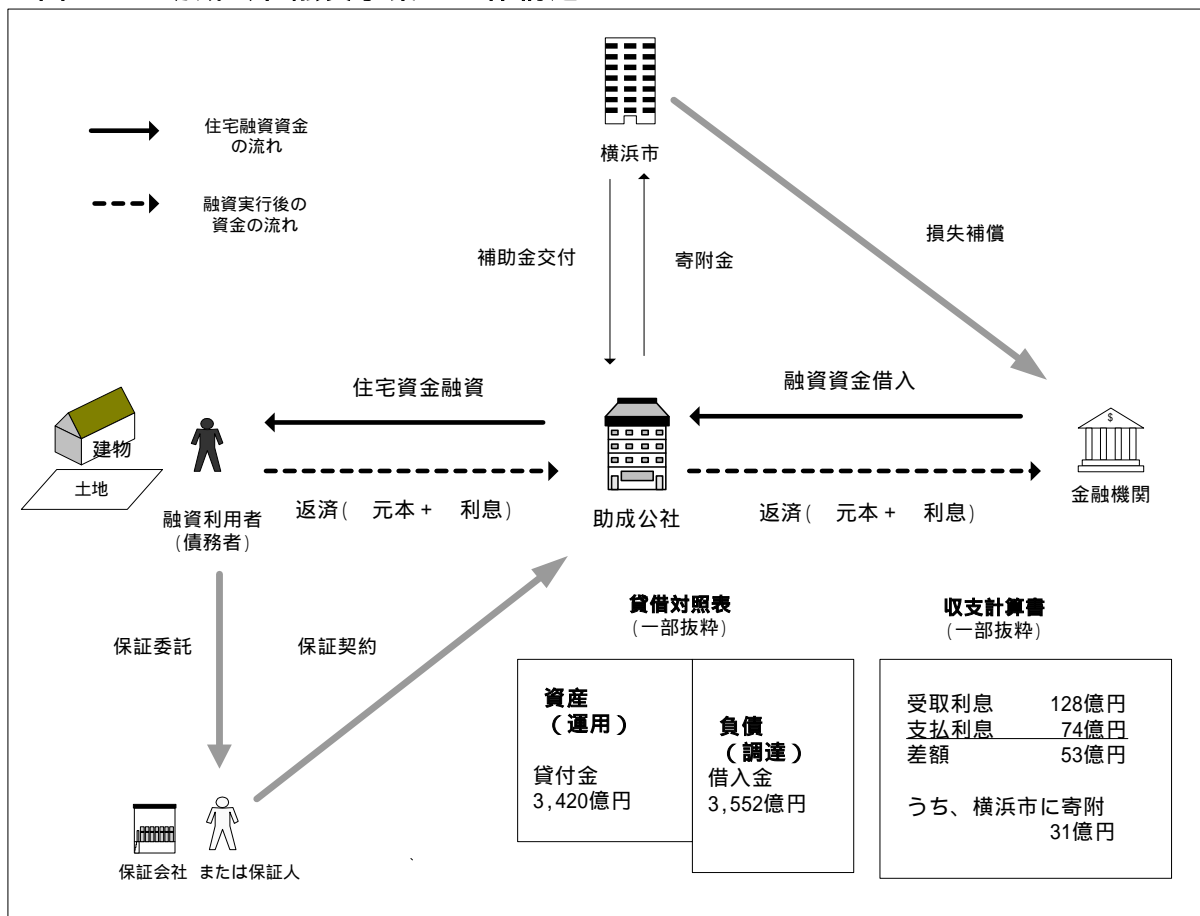 住宅融資資金
の流れ
融資実行後の
資金の流れ
横浜市
補助金交付
寄附金
損失補償
住宅資金融資
融資資金借入
建物
土地
融資利用者
(債務者)
返済( 元本+ 利息)
助成公社
返済( 元本+ 利息)
$
金融機関
保証委託
保証契約
保証会社 または保証人
貸借対照表
(一部抜粋)
資産
(運用)
貸付金
3,420億円
負債
(調達)
借入金
3,552億円
収支計算書
(一部抜粋)
受取利息 128億円
支払利息 74億円
差額 53億円
うち、横浜市に寄附
31億円